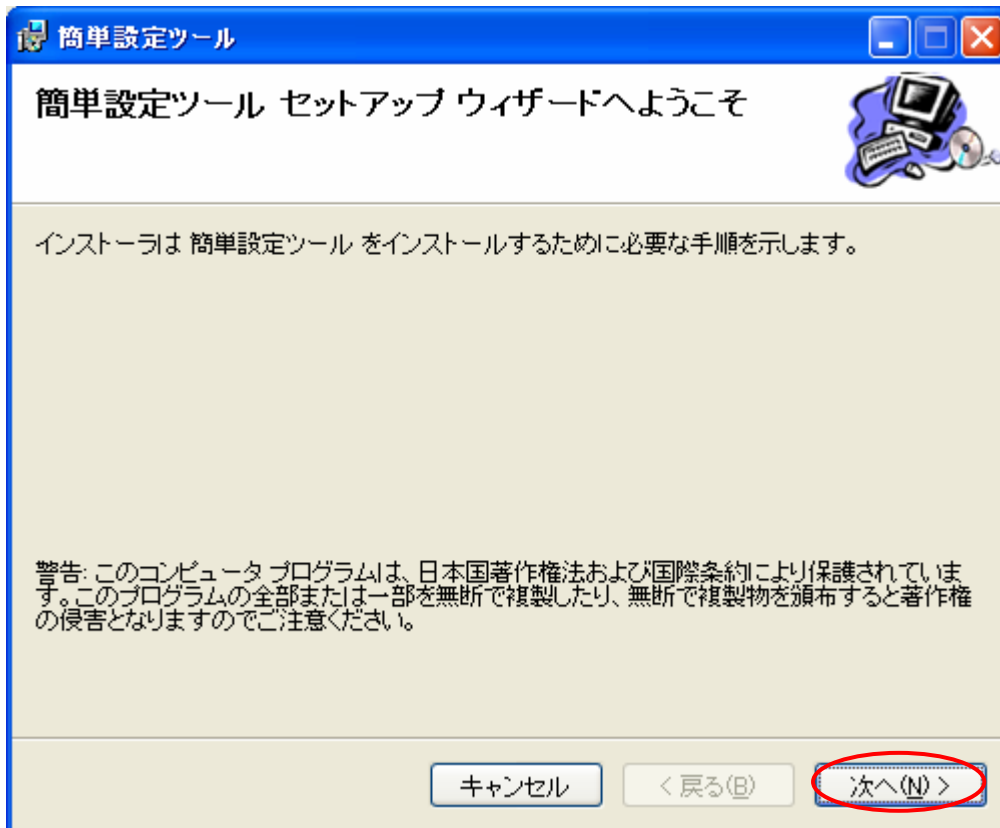 簡単設定ツール
簡単設定ツール セットアップ ウィザードへようこそ
インストーラは 簡単設定ツール をインストールするために必要な手順を示します。
警告: このコンピュータ プログラムは、日本国著作権法および国際条約により保護されていま
す。このプログラムの全部または一部を無断で複製したり、無断で複製物を頒布すると著作権
の侵害となりますのでご注意ください。
キャンセル
< 戻る(B)
次へ(N) >